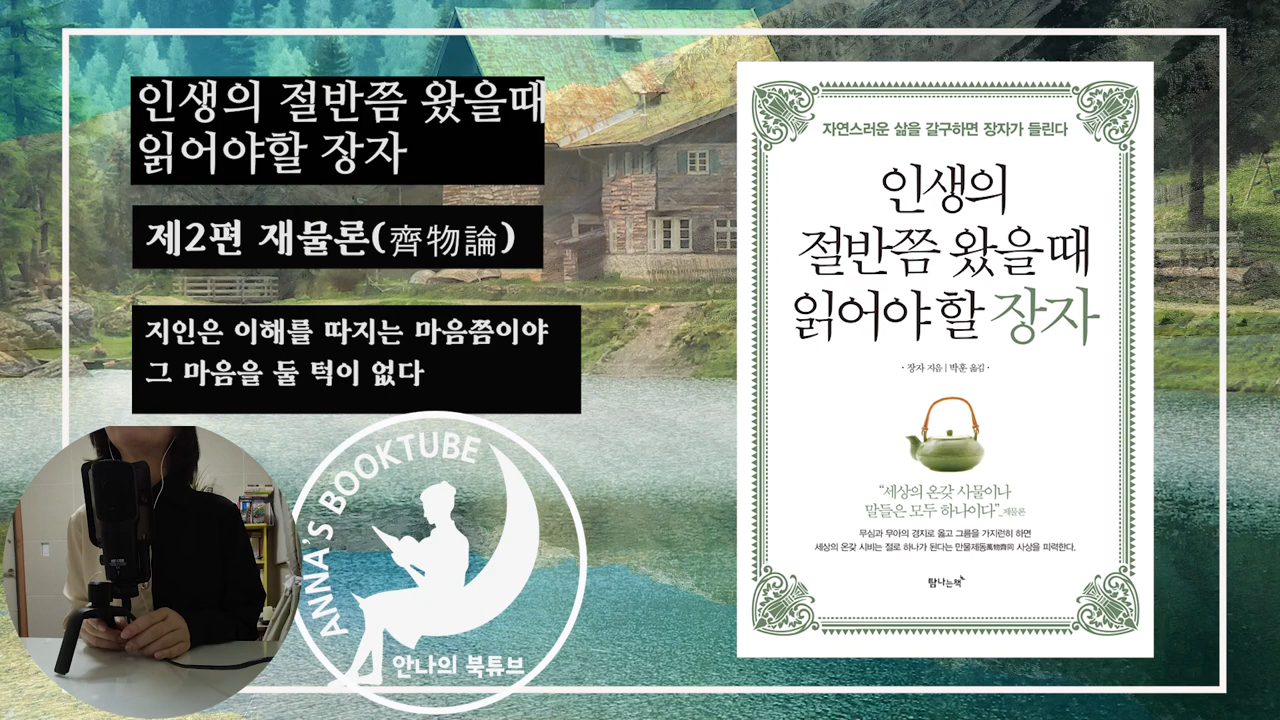 인생의 절반쯤 왔을때
읽어야할 장자
제2편 재물론(齊物論)
지인은 이해를 따지는 마음쯤이야
그 마음을 둘 턱이 없다
ANNA'S BOOKTUBE
안나의 북튜브
자연스러운 삶을 갈구하면 장자가 들린다
인생의
절반쯤 왔을 때
읽어야 할 장자
· 장자 지음 | 박훈 옮김 ·
“세상의 온갖 사물이나
말들은 모두 하나이다”_제물론
무심과 무아의 경지로 옳고 그름을 가지런히 하면
세상의 온갖 시비는 절로 하나가 된다는 만물제동萬物齊同 사상을 피력한다.
탐나는책